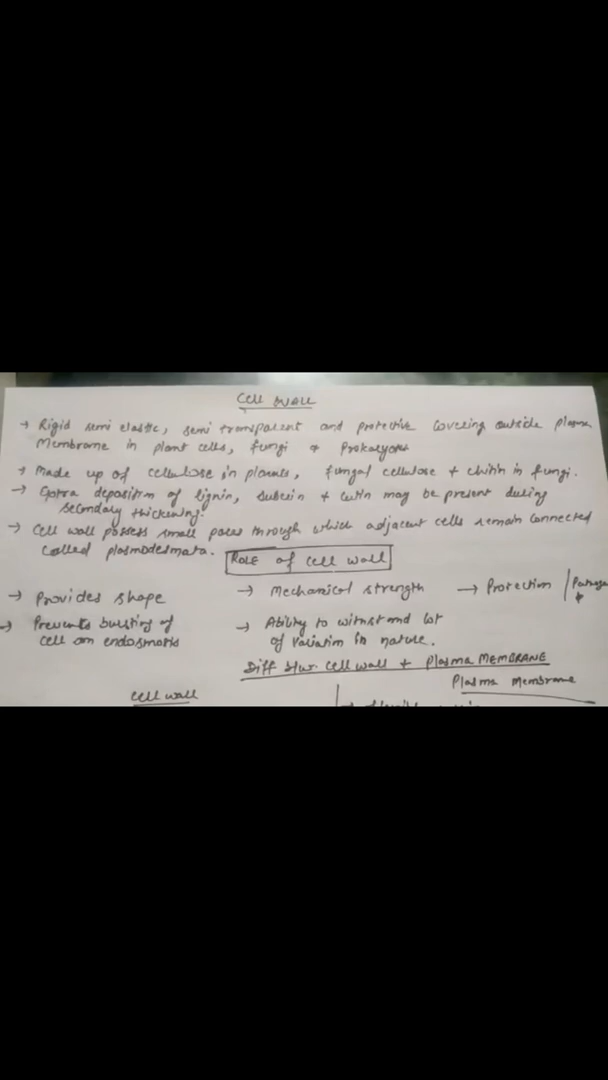 Cell Wall
→ Rigid semi elastic, semi transparent and protective covering outside plasma
Membrane in plant cells, fungi & Prokaryotes
→ Made up of cellulose in plants, fungal cellulose + chitin in fungi.
→ Extra deposition of lignin, suberin + cutin may be present during
secondary thickening.
→ Cell wall possess small pores through which adjacent cells remain connected
called plasmodesmata.
Role of cell wall
→ Provides shape → Mechanical strength → Protection / Pathogen
→ Prevents bursting of → Ability to withstand lot
cell on endosmosis of variation in nature.
Diff b/w. Cell wall + Plasma MEMBRANE
Cell wall Plasma Membrane